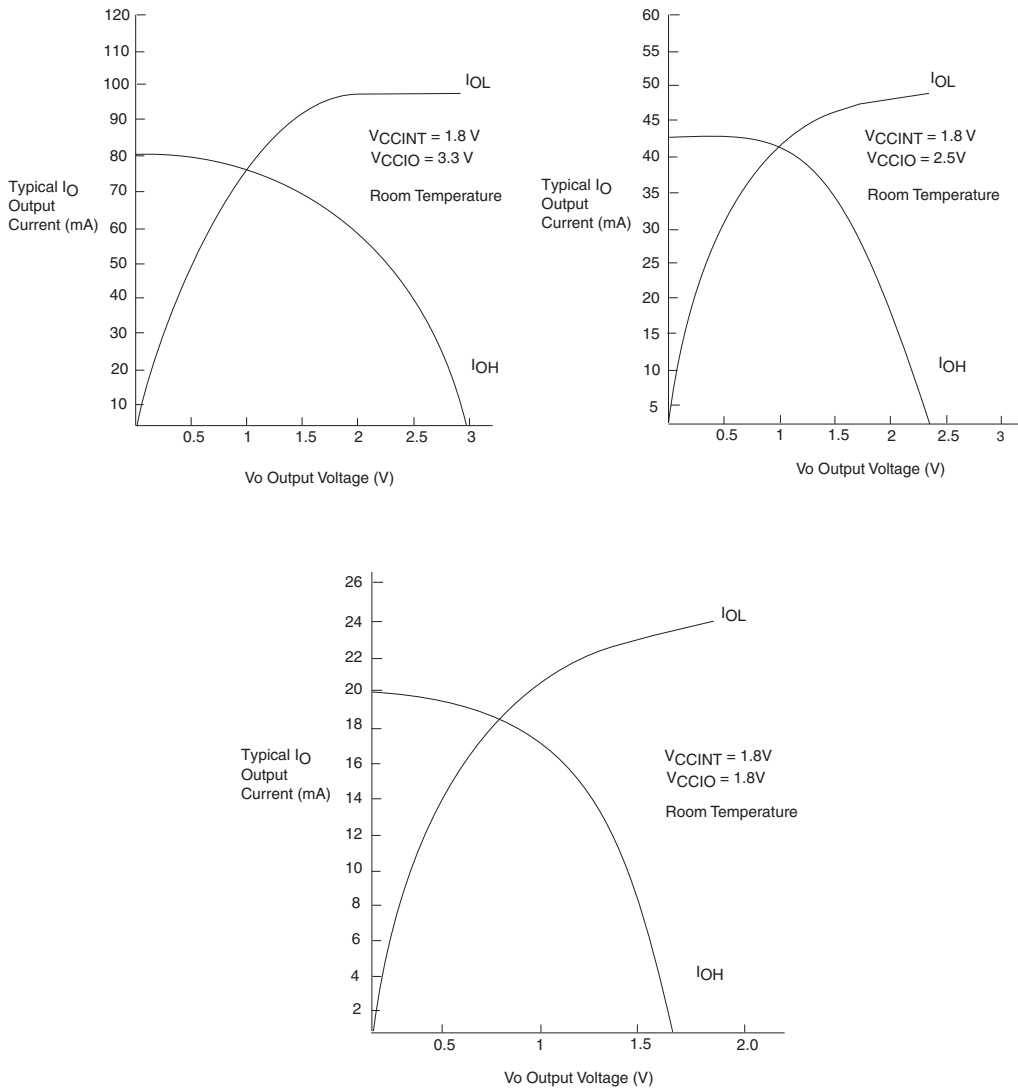 120
110
100
90
80
70
60
50
40
30
20
10
Typical IO
Output
Current (mA)
IOL
VCCINT = 1.8 V
VCCIO = 3.3 V
Room Temperature
IOH
0.5 1 1.5 2 2.5 3
Vo Output Voltage (V)
60
55
50
45
40
35
30
25
20
15
10
5
Typical IO
Output
Current (mA)
IOL
VCCINT = 1.8 V
VCCIO = 2.5V
Room Temperature
IOH
0.5 1 1.5 2 2.5 3
Vo Output Voltage (V)
26
24
22
20
18
16
14
12
10
8
6
4
2
Typical IO
Output
Current (mA)
IOL
VCCINT = 1.8V
VCCIO = 1.8V
Room Temperature
IOH
0.5 1 1.5 2.0
Vo Output Voltage (V)